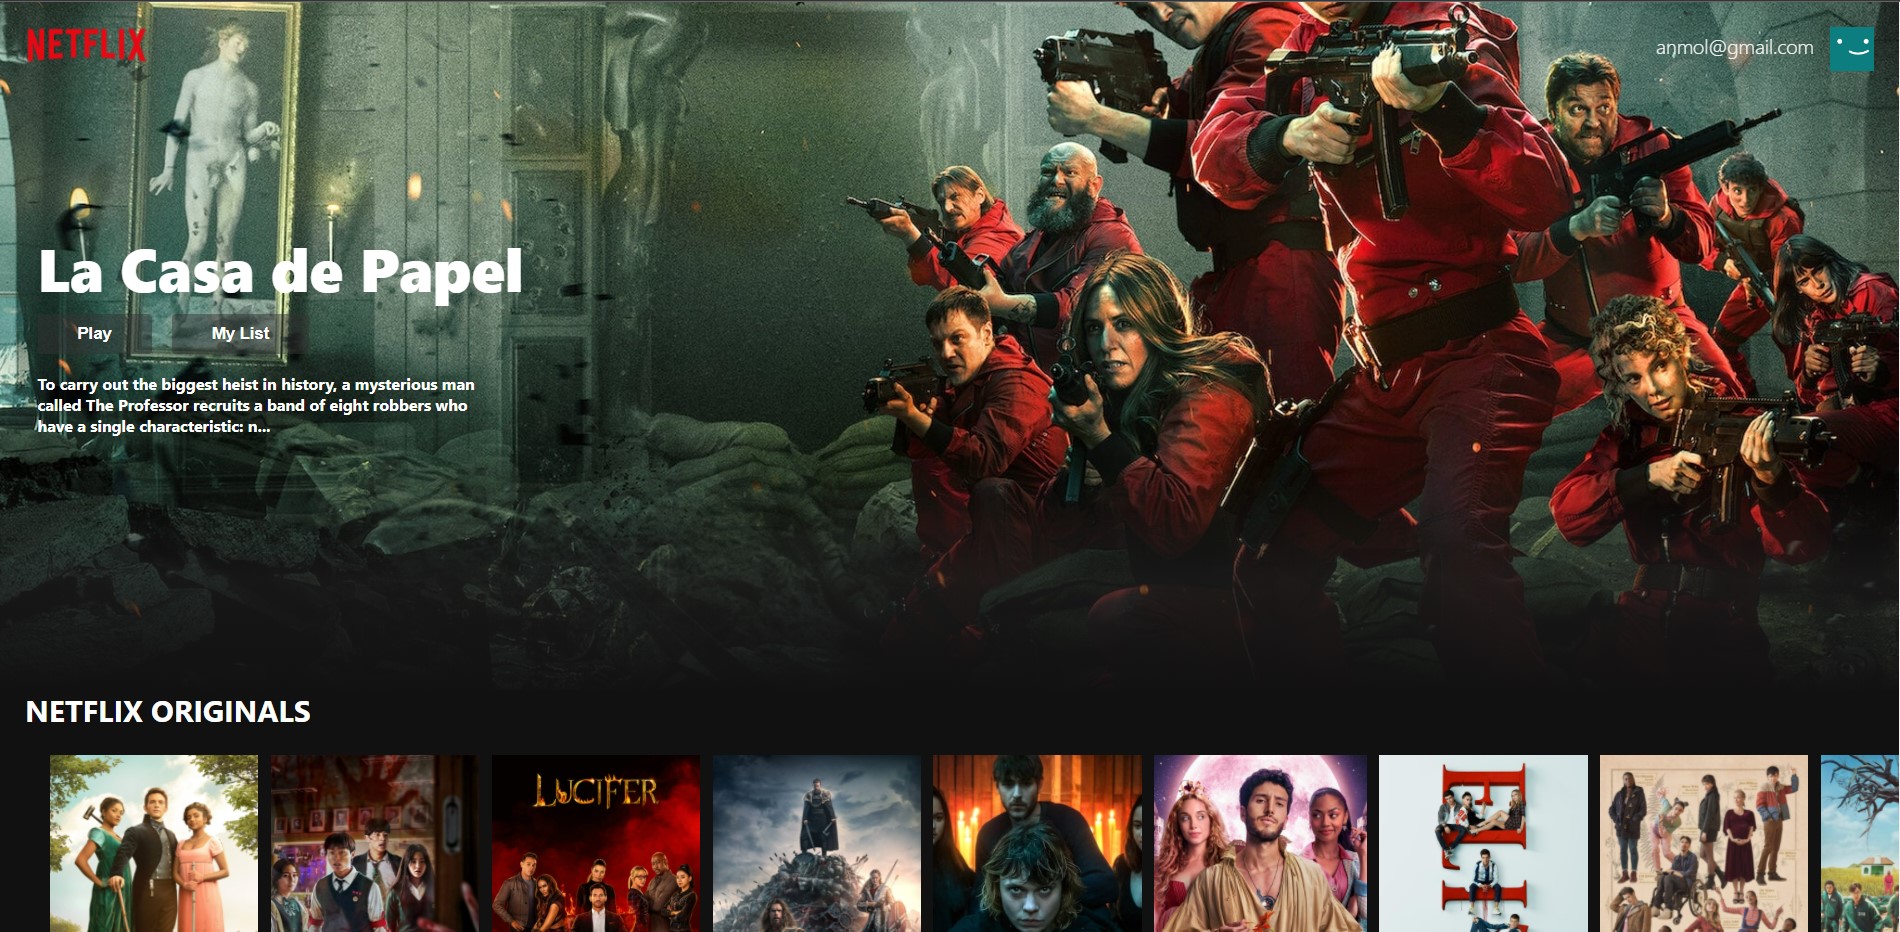 NETFLIX
anmol@gmail.com
La Casa de Papel
Play
My List
To carry out the biggest heist in history, a mysterious man
called The Professor recruits a band of eight robbers who
have a single characteristic: n...
NETFLIX ORIGINALS
LUCIFER